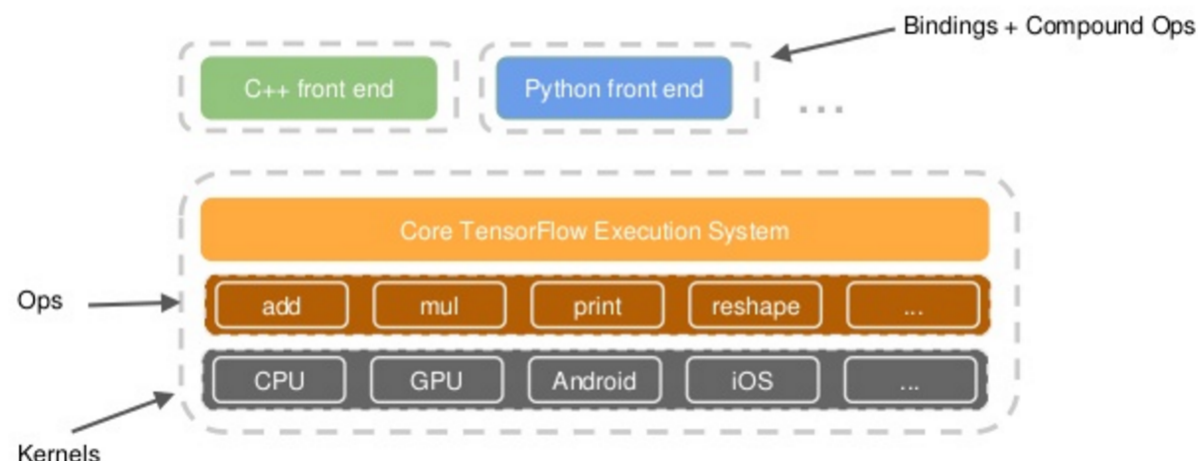 Bindings + Compound Ops
C++ front end
Python front end
...
Core TensorFlow Execution System
Ops
add
mul
print
reshape
...
CPU
GPU
Android
iOS
...
Kernels